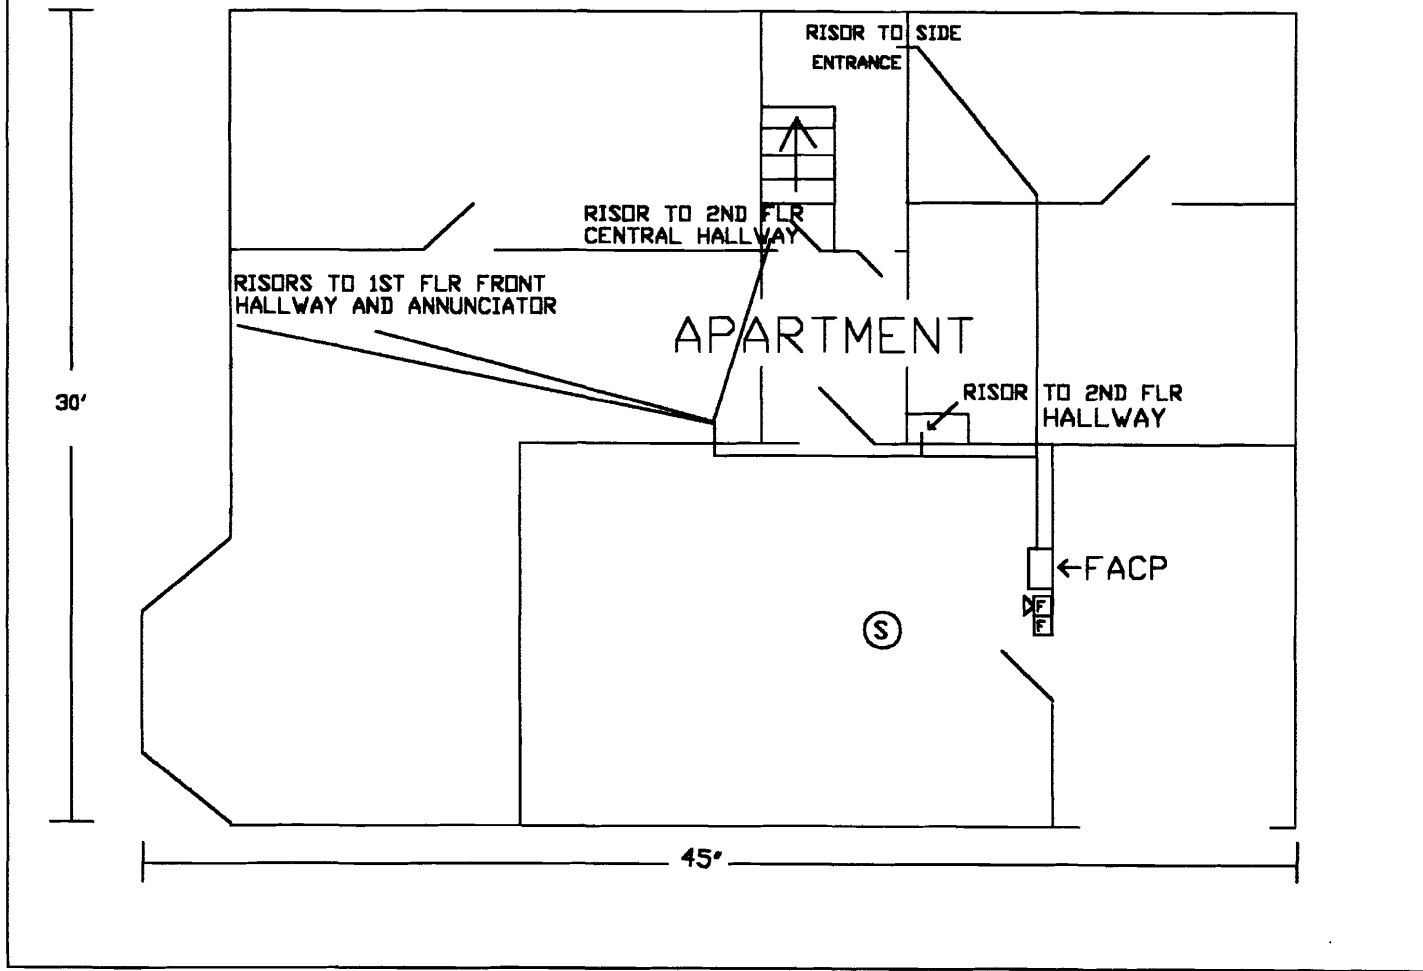 RISOR TO SIDE
ENTRANCE
RISOR TO 2ND FLR
CENTRAL HALLWAY
RISORS TO 1ST FLR FRONT
HALLWAY AND ANNUNCIATOR
APARTMENT
30'
RISOR TO 2ND FLR
HALLWAY
FACP
F
F
S
45"